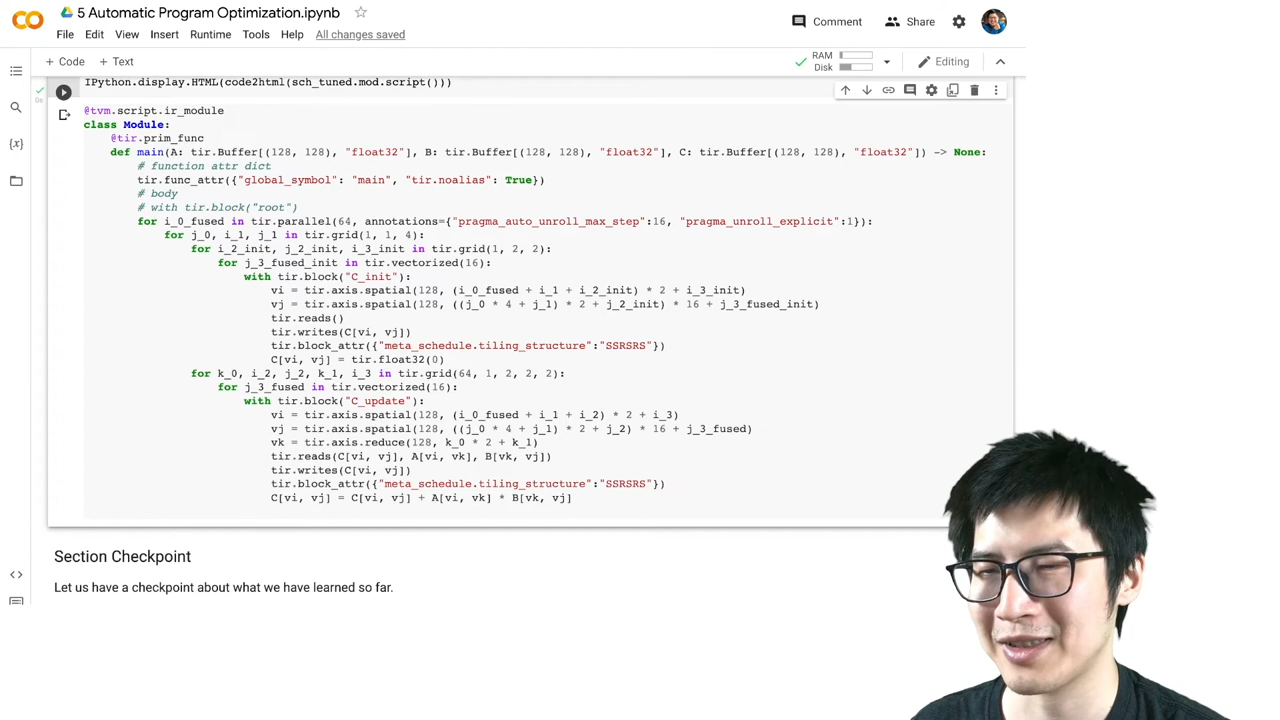 5 Automatic Program Optimization.ipynb
File Edit View Insert Runtime Tools Help All changes saved
Comment Share
+ Code + Text
RAM
Disk
Editing
IPython.display.HTML(code2html(sch_tuned.mod.script()))
0s
@tvm.script.ir_module
class Module:
    @tir.prim_func
    def main(A: tir.Buffer[(128, 128), "float32"], B: tir.Buffer[(128, 128), "float32"], C: tir.Buffer[(128, 128), "float32"]) -> None:
        # function attr dict
        tir.func_attr({"global_symbol": "main", "tir.noalias": True})
        # body
        # with tir.block("root")
        for i_0_fused in tir.parallel(64, annotations={"pragma_auto_unroll_max_step":16, "pragma_unroll_explicit":1}):
            for j_0, i_1, j_1 in tir.grid(1, 1, 4):
                for i_2_init, j_2_init, i_3_init in tir.grid(1, 2, 2):
                    for j_3_fused_init in tir.vectorized(16):
                        with tir.block("C_init"):
                            vi = tir.axis.spatial(128, (i_0_fused + i_1 + i_2_init) * 2 + i_3_init)
                            vj = tir.axis.spatial(128, ((j_0 * 4 + j_1) * 2 + j_2_init) * 16 + j_3_fused_init)
                            tir.reads()
                            tir.writes(C[vi, vj])
                            tir.block_attr({"meta_schedule.tiling_structure":"SSRSRS"})
                            C[vi, vj] = tir.float32(0)
                for k_0, i_2, j_2, k_1, i_3 in tir.grid(64, 1, 2, 2, 2):
                    for j_3_fused in tir.vectorized(16):
                        with tir.block("C_update"):
                            vi = tir.axis.spatial(128, (i_0_fused + i_1 + i_2) * 2 + i_3)
                            vj = tir.axis.spatial(128, ((j_0 * 4 + j_1) * 2 + j_2) * 16 + j_3_fused)
                            vk = tir.axis.reduce(128, k_0 * 2 + k_1)
                            tir.reads(C[vi, vj], A[vi, vk], B[vk, vj])
                            tir.writes(C[vi, vj])
                            tir.block_attr({"meta_schedule.tiling_structure":"SSRSRS"})
                            C[vi, vj] = C[vi, vj] + A[vi, vk] * B[vk, vj]
Section Checkpoint
Let us have a checkpoint about what we have learned so far.